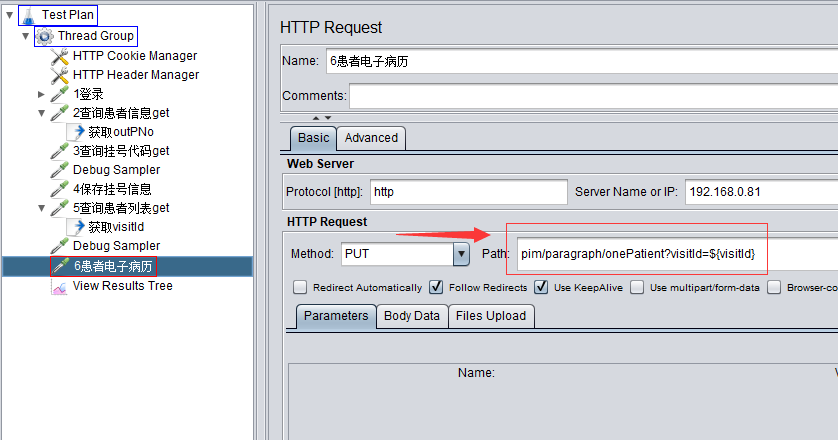 Test Plan
Thread Group
HTTP Cookie Manager
HTTP Header Manager
1登录
2查询患者信息get
获取outPNo
3查询挂号代码get
Debug Sampler
4保存挂号信息
5查询患者列表get
获取visitId
Debug Sampler
6患者电子病历
View Results Tree
HTTP Request
Name: 6患者电子病历
Comments:
Basic Advanced
Web Server
Protocol [http]: http Server Name or IP: 192.168.0.81
HTTP Request
Method: PUT Path: pim/paragraph/onePatient?visitId=${visitId}
Redirect Automatically Follow Redirects Use KeepAlive Use multipart/form-data Browser-co
Parameters Body Data Files Upload
Name: V